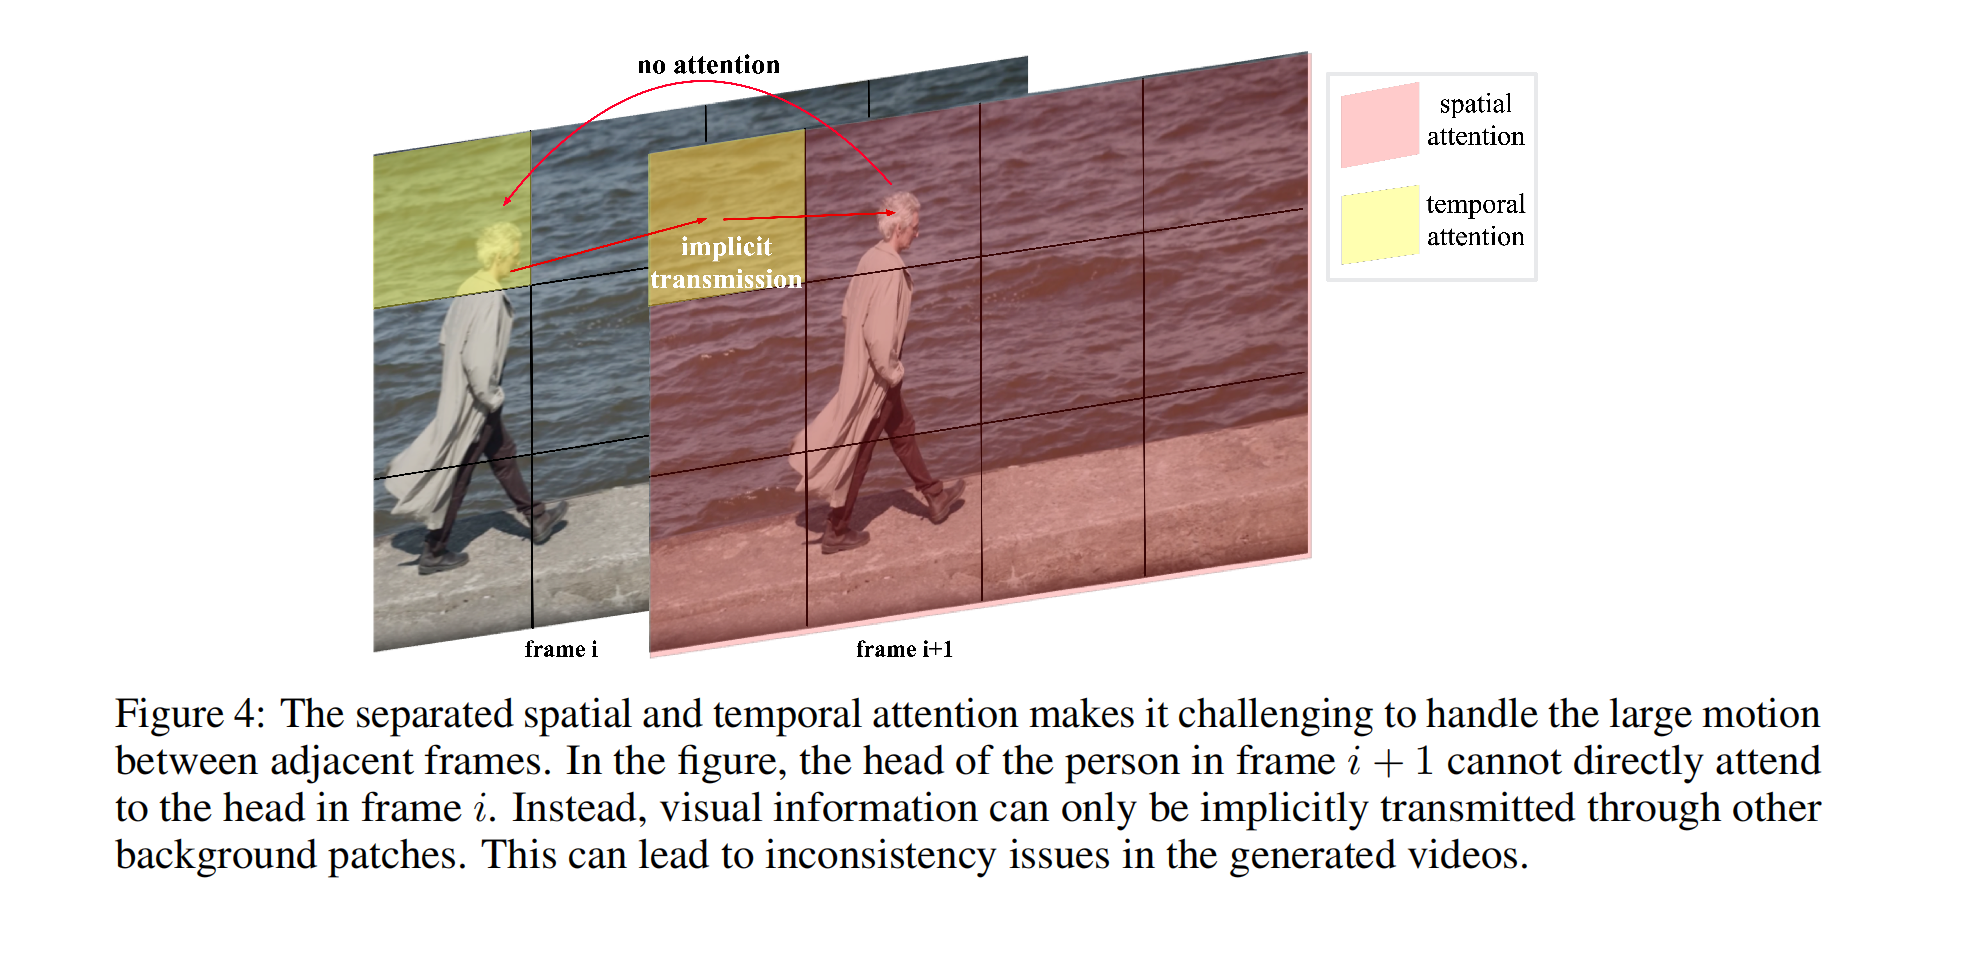 no attention
spatial
attention
temporal
attention
implicit
transmission
frame i
frame i+1
Figure 4: The separated spatial and temporal attention makes it challenging to handle the large motion
between adjacent frames. In the figure, the head of the person in frame i + 1 cannot directly attend
to the head in frame i. Instead, visual information can only be implicitly transmitted through other
background patches. This can lead to inconsistency issues in the generated videos.